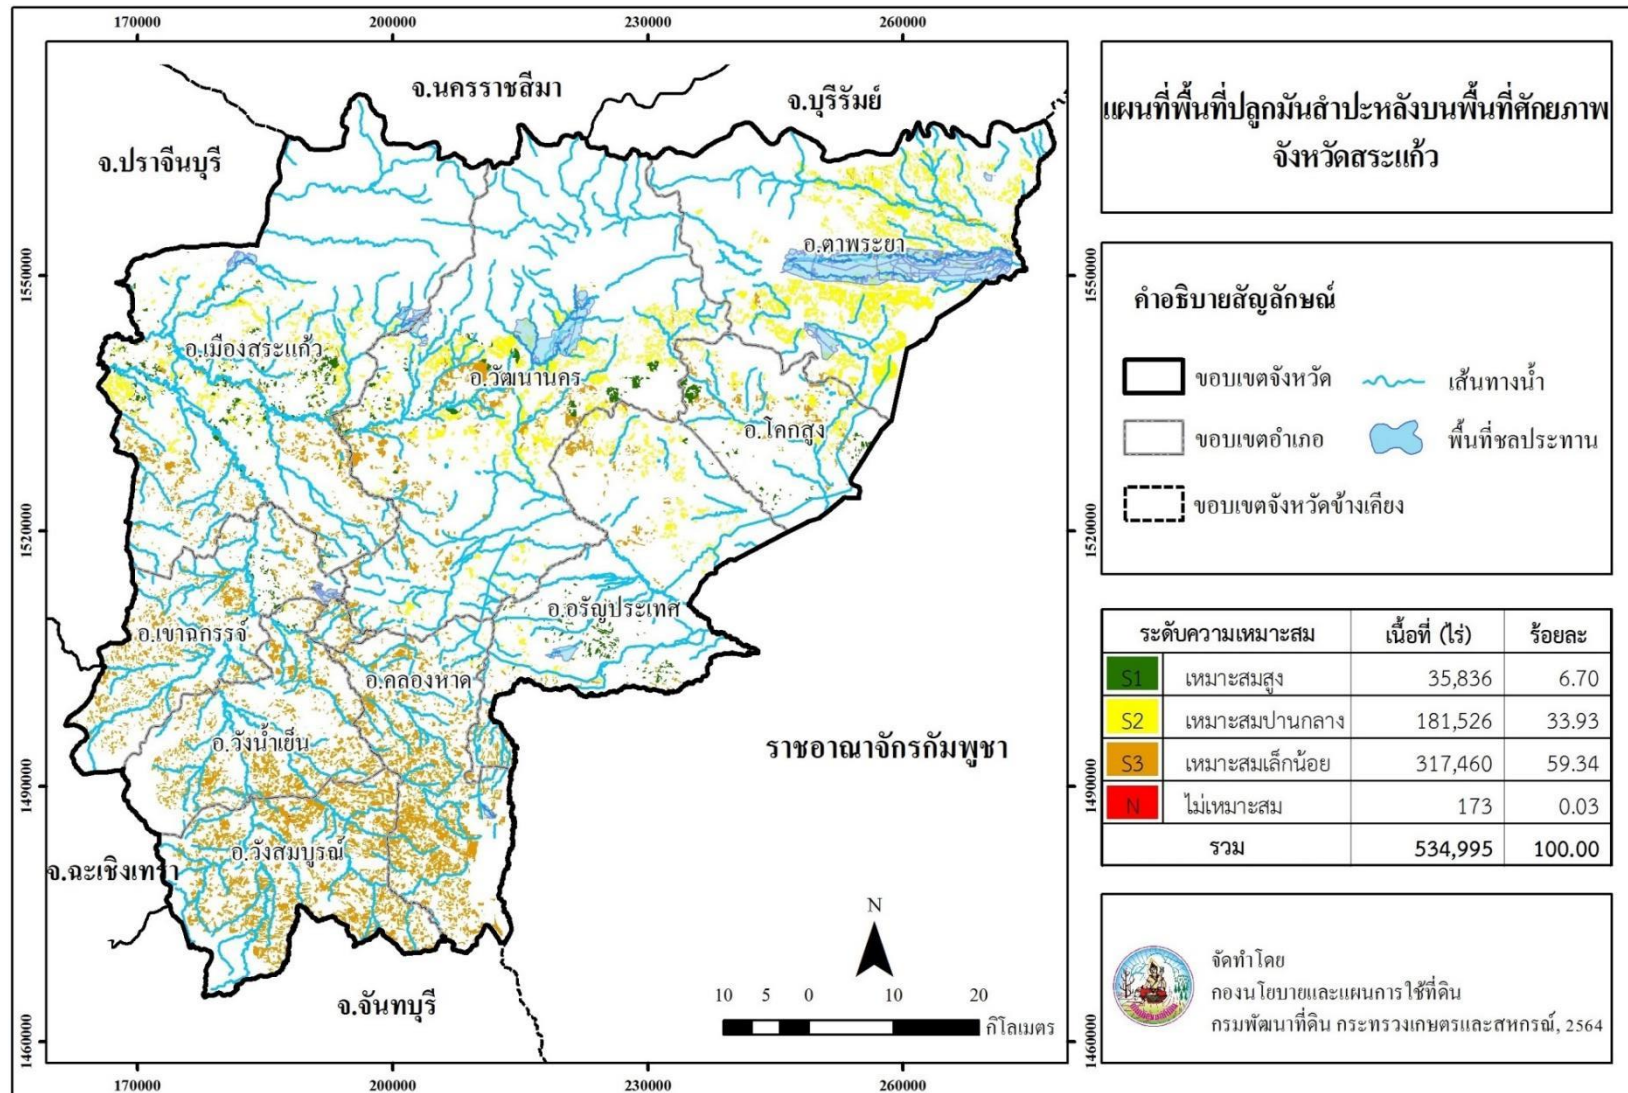 170000
200000
230000
260000
จ.นครราชสีมา
จ.บุรีรัมย์
จ.ปราจีนบุรี
อ.ตาพระยา
1550000
1550000
อ.เมืองสระแก้ว
อ.วัฒนานคร
อ.โคกสูง
1520000
1520000
อ.อรัญประเทศ
อ.เขาฉกรรจ์
อ.คลองหาด
อ.วังน้ำเย็น
ราชอาณาจักรกัมพูชา
1490000
1490000
อ.วังสมบูรณ์
จ.ฉะเชิงเทรา
จ.จันทบุรี
N
10 5 0 10 20
กิโลเมตร
1460000
1460000
170000
200000
230000
260000
แผนที่พื้นที่ปลูกมันสำปะหลังบนพื้นที่ศักยภาพ
จังหวัดสระแก้ว
คำอธิบายสัญลักษณ์
ขอบเขตจังหวัด เส้นทางน้ำ
ขอบเขตอำเภอ พื้นที่ชลประทาน
ขอบเขตจังหวัดข้างเคียง
ระดับความเหมาะสม เนื้อที่ (ไร่) ร้อยละ
S1 เหมาะสมสูง 35,836 6.70
S2 เหมาะสมปานกลาง 181,526 33.93
S3 เหมาะสมเล็กน้อย 317,460 59.34
N ไม่เหมาะสม 173 0.03
รวม 534,995 100.00
จัดทำโดย
กองนโยบายและแผนการใช้ที่ดิน
กรมพัฒนาที่ดิน กระทรวงเกษตรและสหกรณ์, 2564